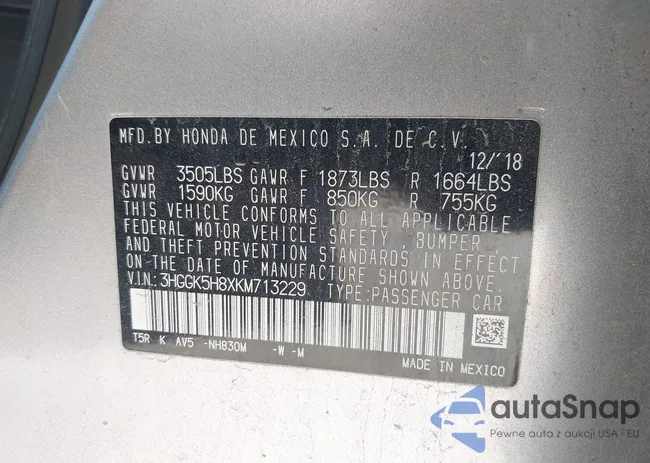 MFD.BY HONDA DE MEXICO S.A. DE C.V.
12/'18
GVWR 3505LBS GAWR F 1873LBS R 1664LBS
GVWR 1590KG GAWR F 850KG R 755KG
THIS VEHICLE CONFORMS TO ALL APPLICABLE
FEDERAL MOTOR VEHICLE SAFETY, BUMPER
AND THEFT PREVENTION STANDARDS IN EFFECT
ON THE DATE OF MANUFACTURE SHOWN ABOVE.
V.I.N.: 3HGGK5H8XKM713229 TYPE:PASSENGER CAR
T5R K AV5 -NH830M -W -M
MADE IN MEXICO
autaSnap
Pewne auta z aukcji USA i EU